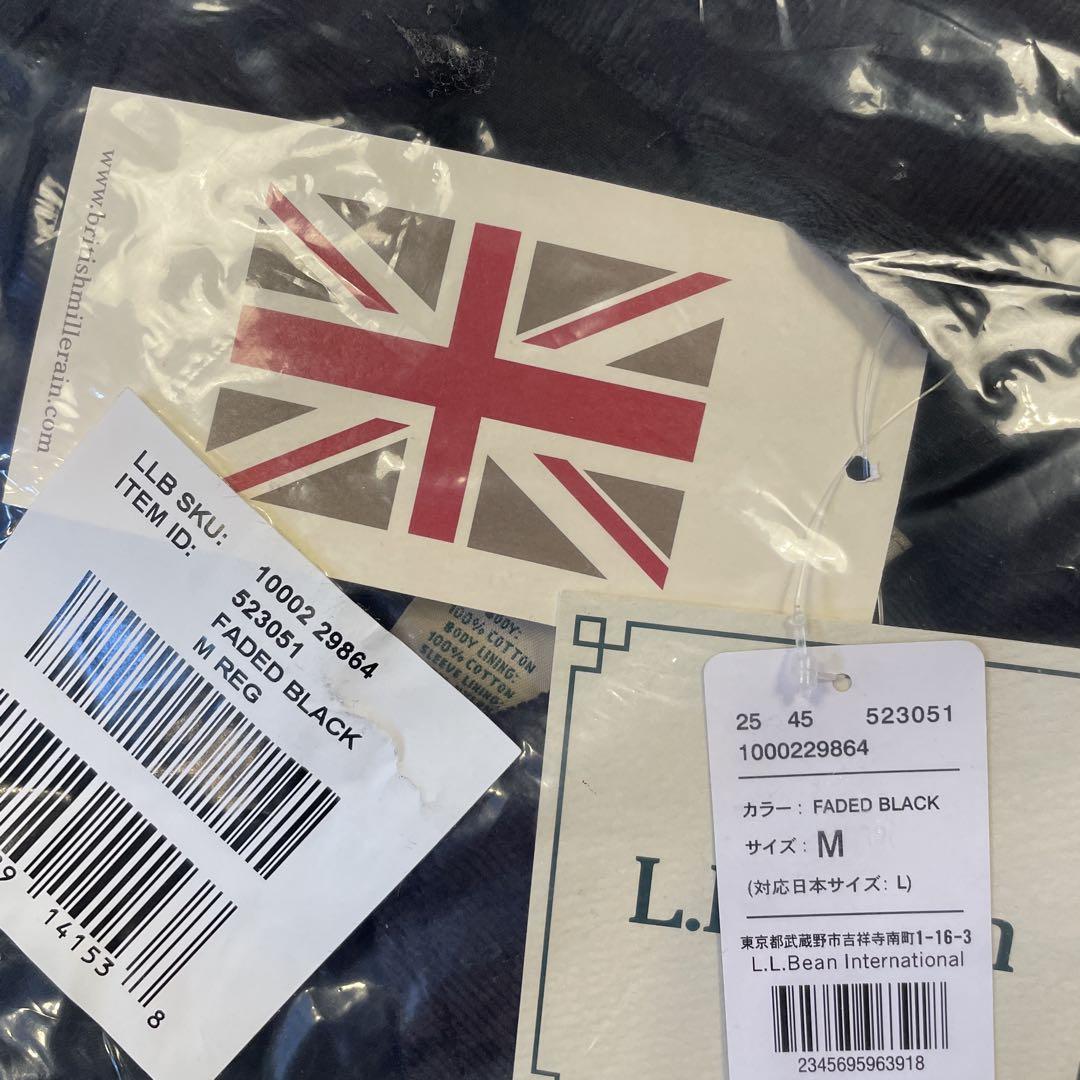 www.britishmillerain.com
LLB SKU:
ITEM ID:
10002 29864
523051
FADED BLACK
M REG
14153
8
BODY:
100% COTTON
BODY LINING:
100% COTTON
SLEEVE LINING:
25 45 523051
1000229864
カラー: FADED BLACK
サイズ: M
(対応日本サイズ: L)
東京都武蔵野市吉祥寺南町1-16-3
L.L.Bean International
2345695963918